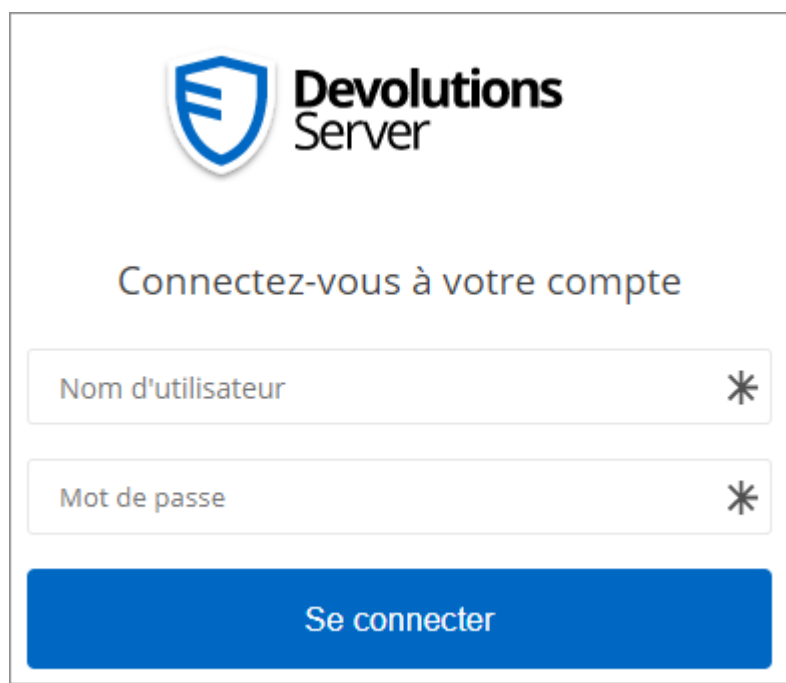 Devolutions
Server
Connectez-vous à votre compte
Nom d'utilisateur
Mot de passe
Se connecter